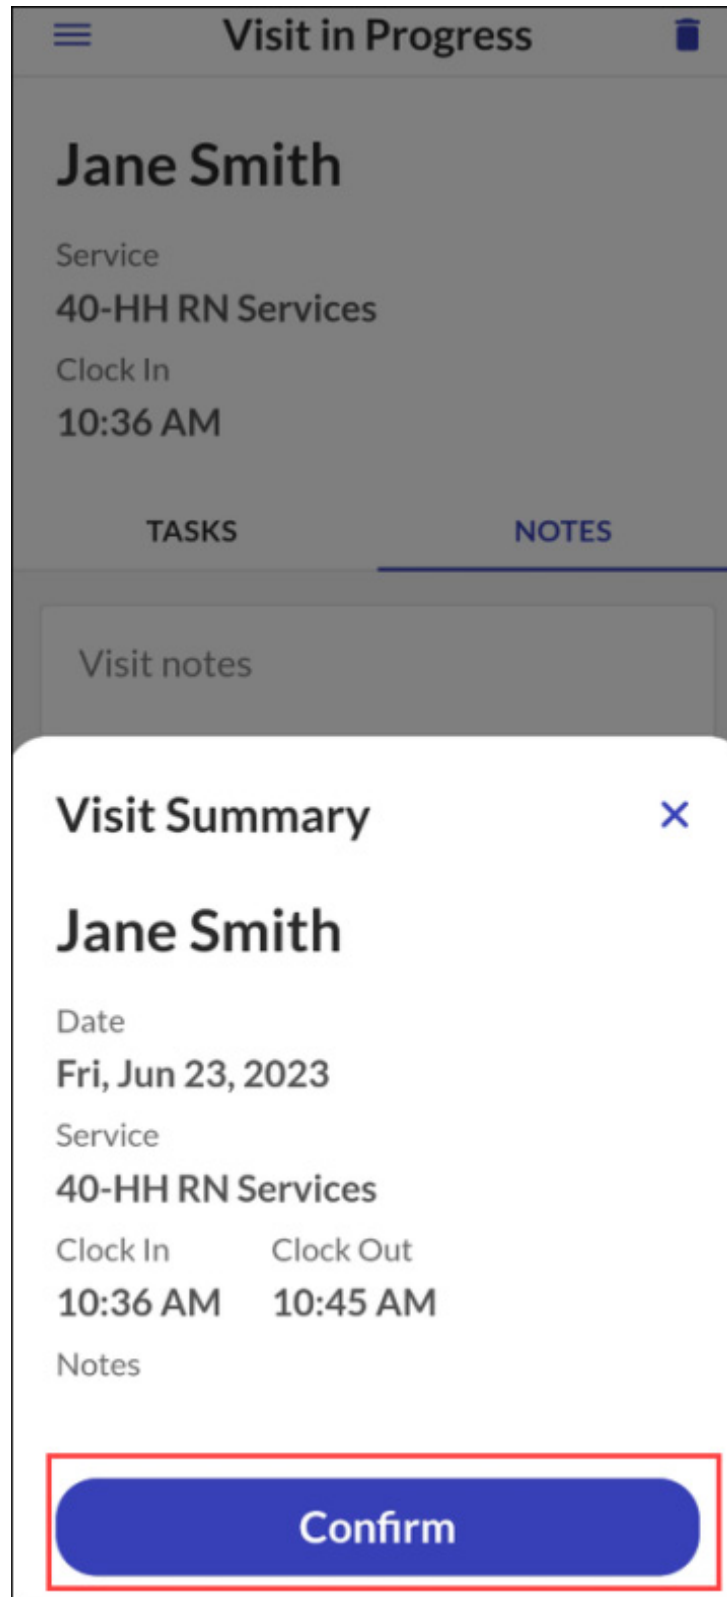 Visit in Progress
Jane Smith
Service
40-HH RN Services
Clock In
10:36 AM
TASKS NOTES
Visit notes
Visit Summary
Jane Smith
Date
Fri, Jun 23, 2023
Service
40-HH RN Services
Clock In Clock Out
10:36 AM 10:45 AM
Notes
Confirm